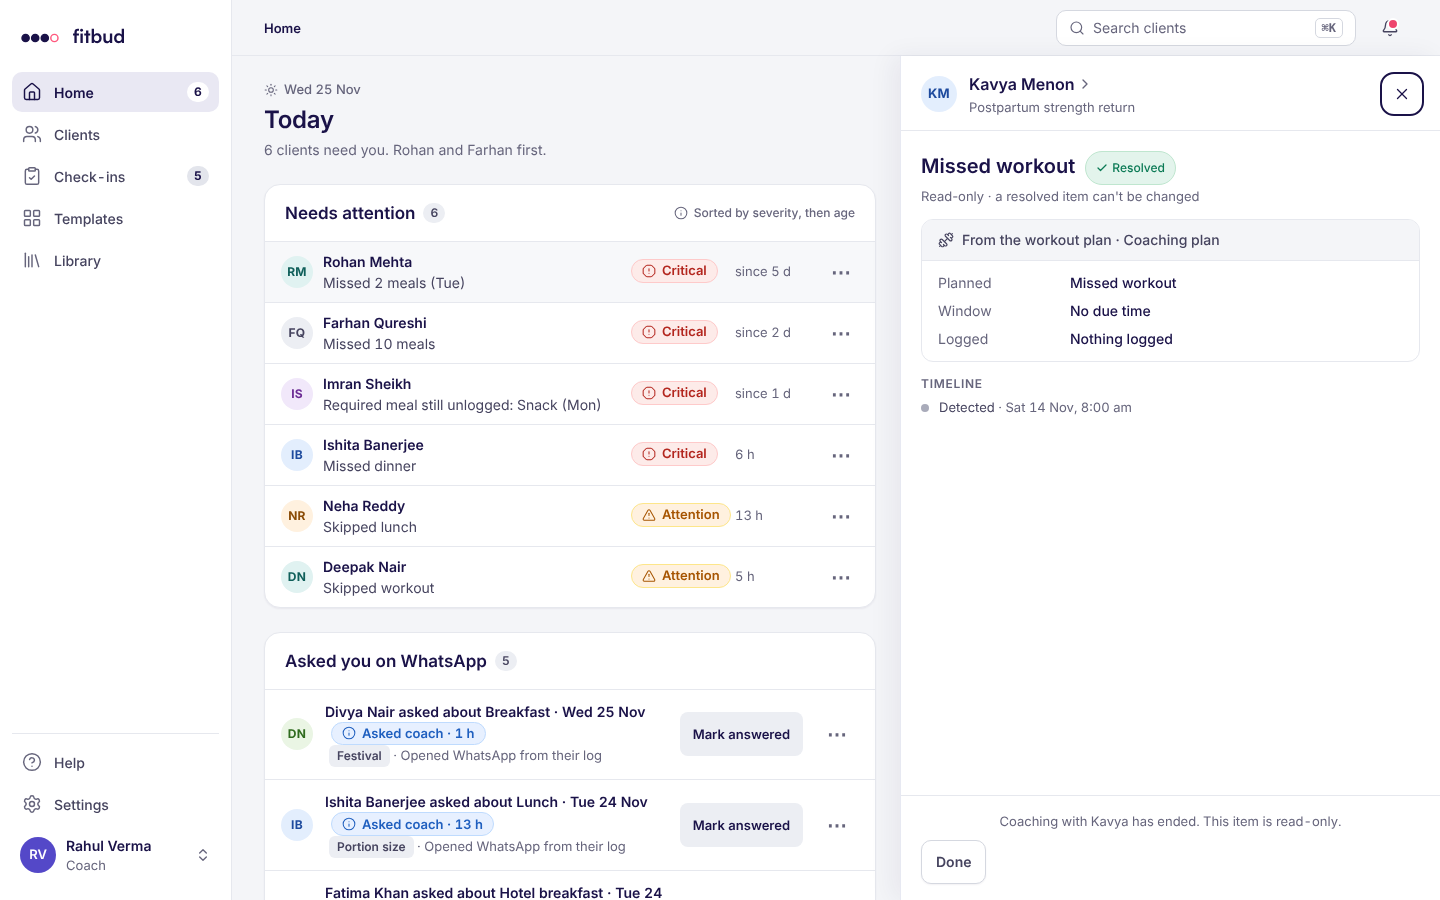 fitbud
Home 6
Clients
Check-ins 5
Templates
Library
Help
Settings
RV Rahul Verma
Coach
Home
Search clients ⌘K
Wed 25 Nov
Today
6 clients need you. Rohan and Farhan first.
Needs attention 6 Sorted by severity, then age
RM Rohan Mehta
Missed 2 meals (Tue)
Critical since 5 d
FQ Farhan Qureshi
Missed 10 meals
Critical since 2 d
IS Imran Sheikh
Required meal still unlogged: Snack (Mon)
Critical since 1 d
IB Ishita Banerjee
Missed dinner
Critical 6 h
NR Neha Reddy
Skipped lunch
Attention 13 h
DN Deepak Nair
Skipped workout
Attention 5 h
Asked you on WhatsApp 5
DN Divya Nair asked about Breakfast · Wed 25 Nov
Asked coach · 1 h
Festival · Opened WhatsApp from their log
Mark answered
IB Ishita Banerjee asked about Lunch · Tue 24 Nov
Asked coach · 13 h
Portion size · Opened WhatsApp from their log
Mark answered
Fatima Khan asked about Hotel breakfast · Tue 24
KM Kavya Menon
Postpartum strength return
Missed workout Resolved
Read-only · a resolved item can't be changed
From the workout plan · Coaching plan
Planned Missed workout
Window No due time
Logged Nothing logged
TIMELINE
Detected · Sat 14 Nov, 8:00 am
Coaching with Kavya has ended. This item is read-only.
Done